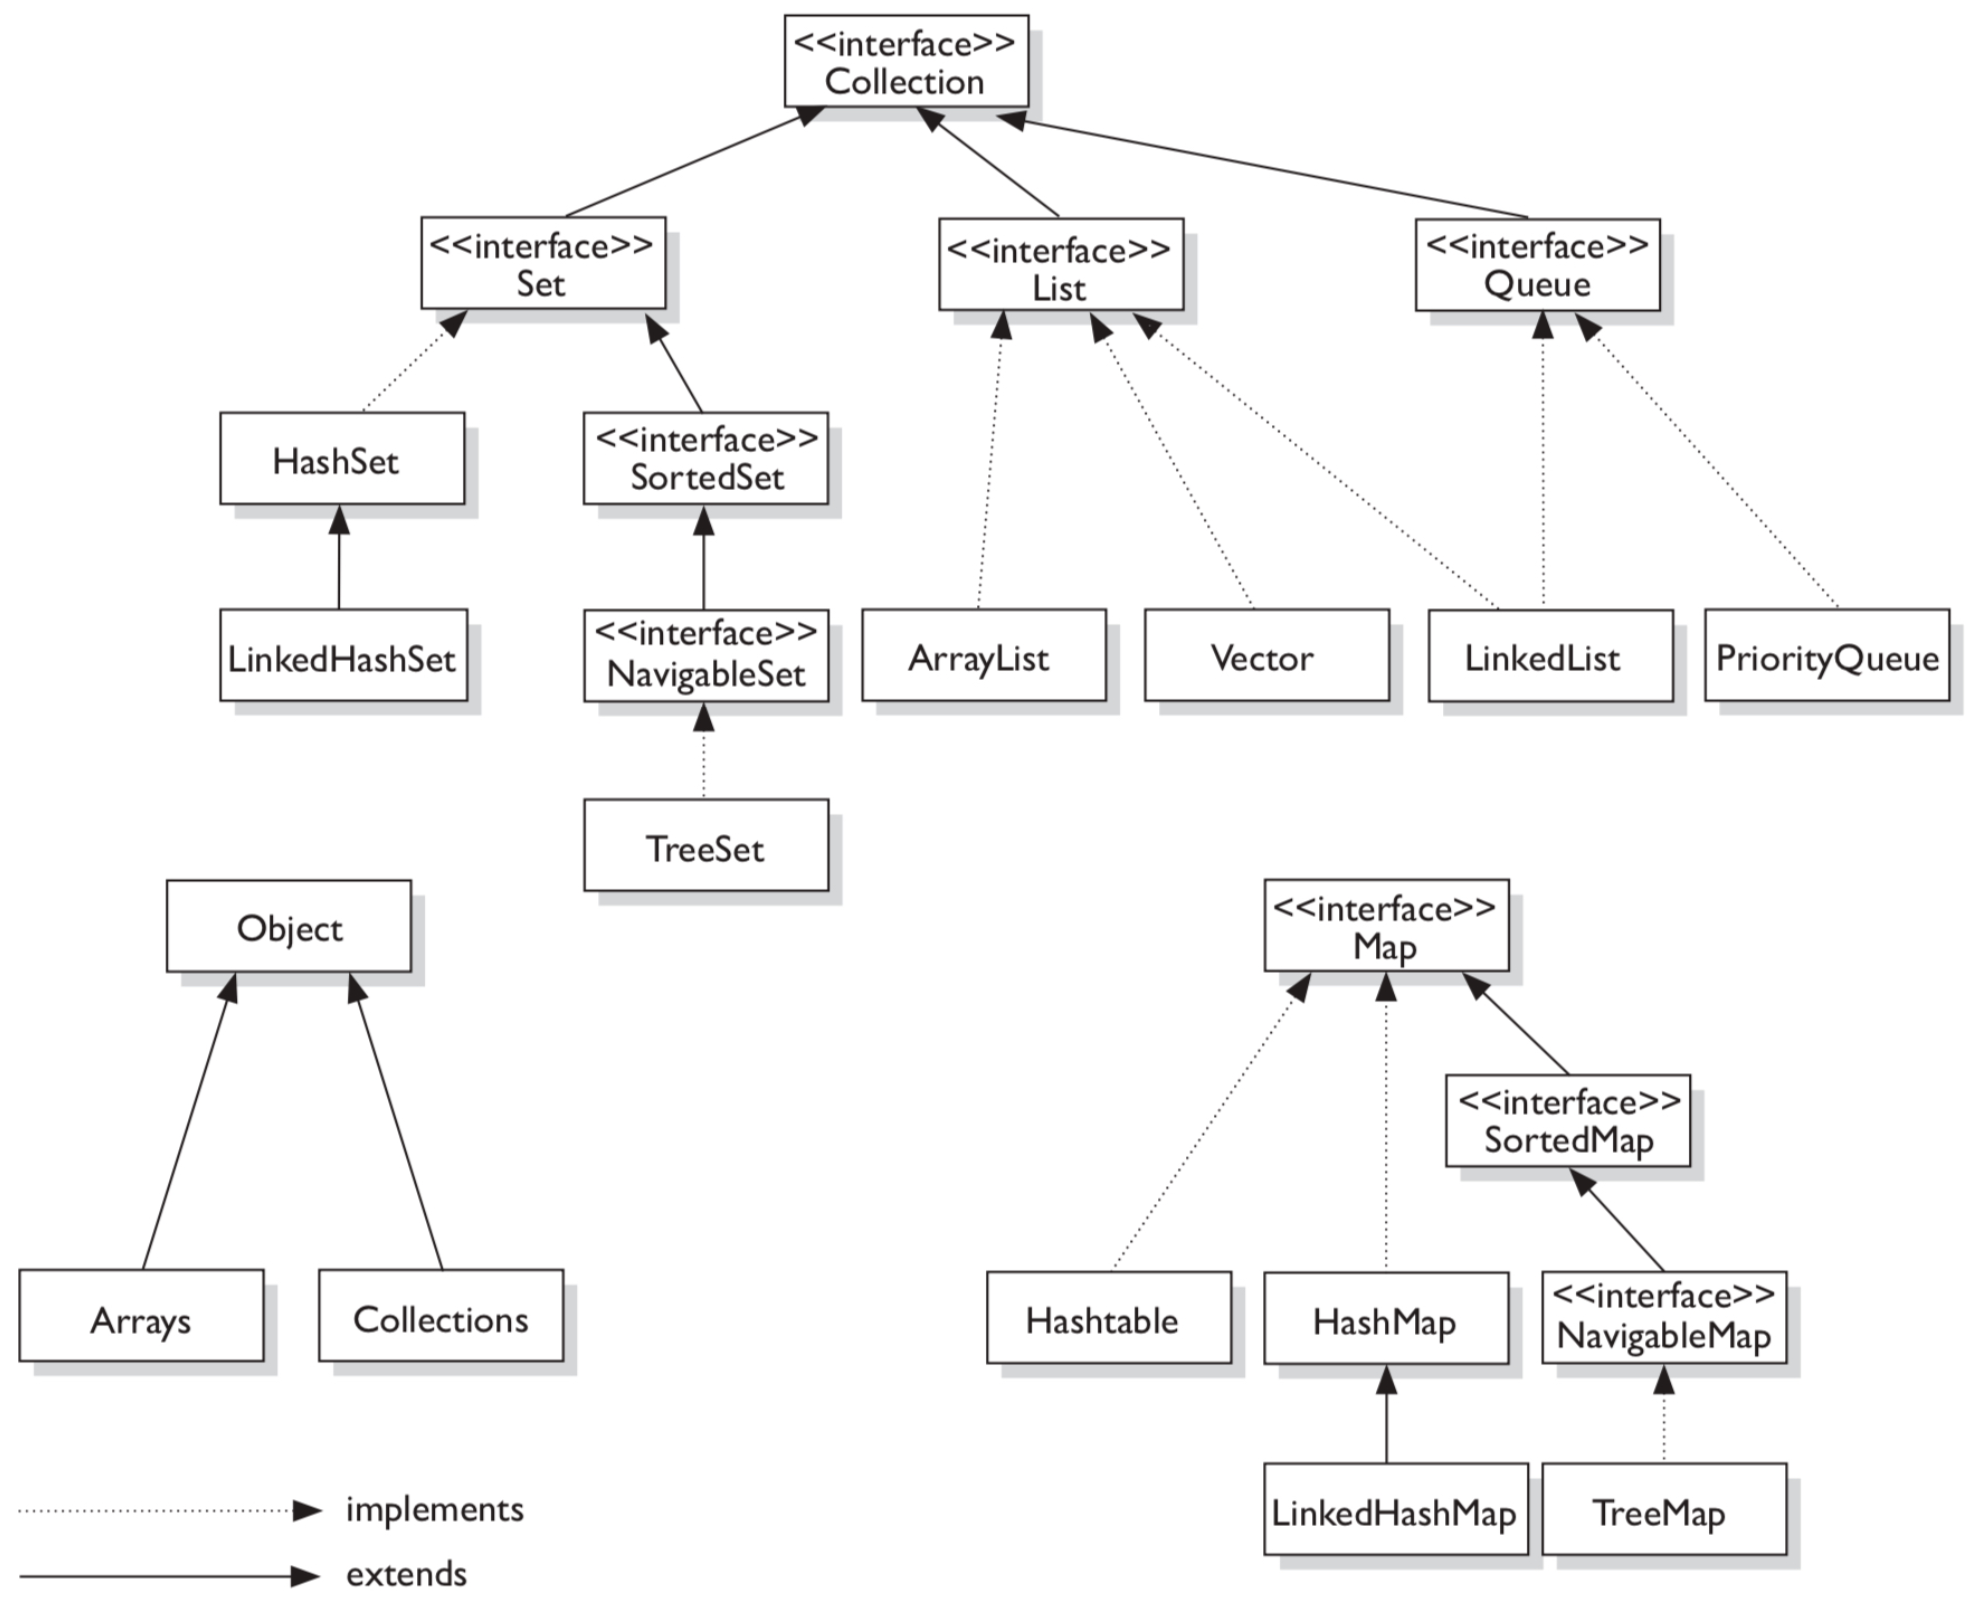 <<interface>>
Collection
<<interface>>
Set
<<interface>>
List
<<interface>>
Queue
HashSet
<<interface>>
SortedSet
LinkedHashSet
<<interface>>
NavigableSet
ArrayList
Vector
LinkedList
PriorityQueue
TreeSet
Object
<<interface>>
Map
<<interface>>
SortedMap
Arrays
Collections
Hashtable
HashMap
<<interface>>
NavigableMap
LinkedHashMap
TreeMap
implements
extends